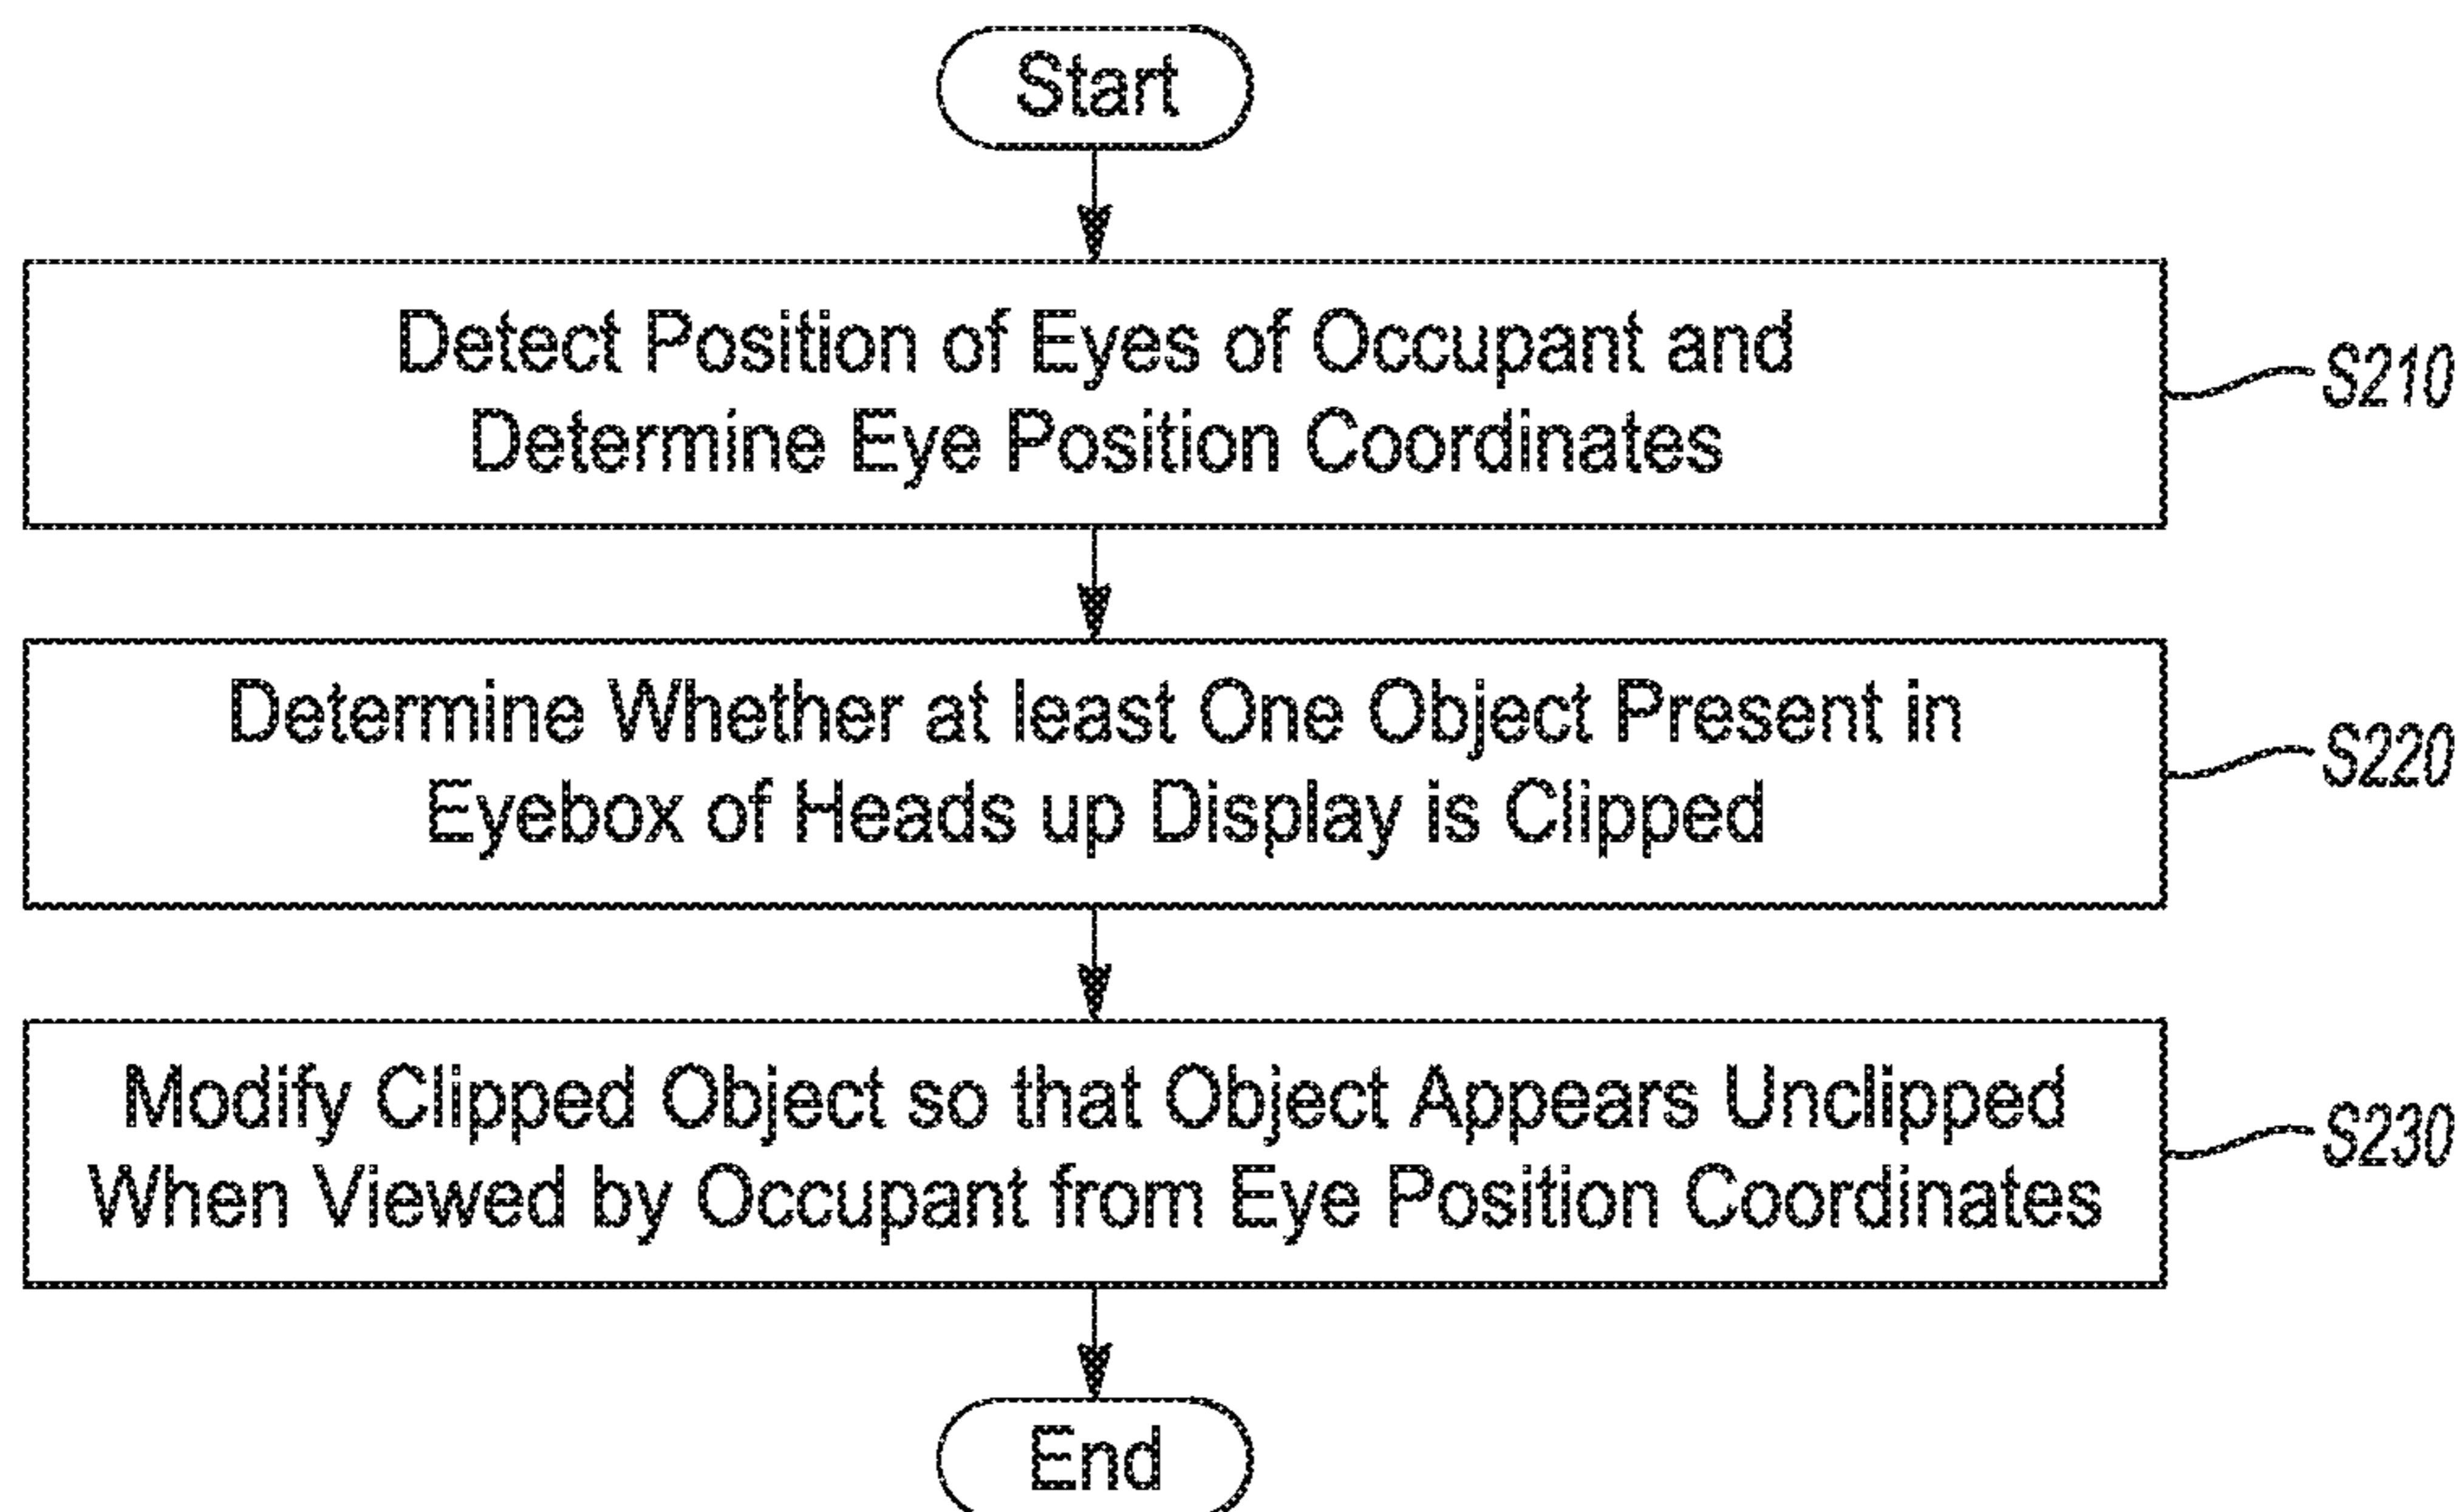 Start
Detect Position of Eyes of Occupant and
Determine Eye Position Coordinates
S210
Determine Whether at least One Object Present in
Eyebox of Heads up Display is Clipped
S220
Modify Clipped Object so that Object Appears Unclipped
When Viewed by Occupant from Eye Position Coordinates
S230
End